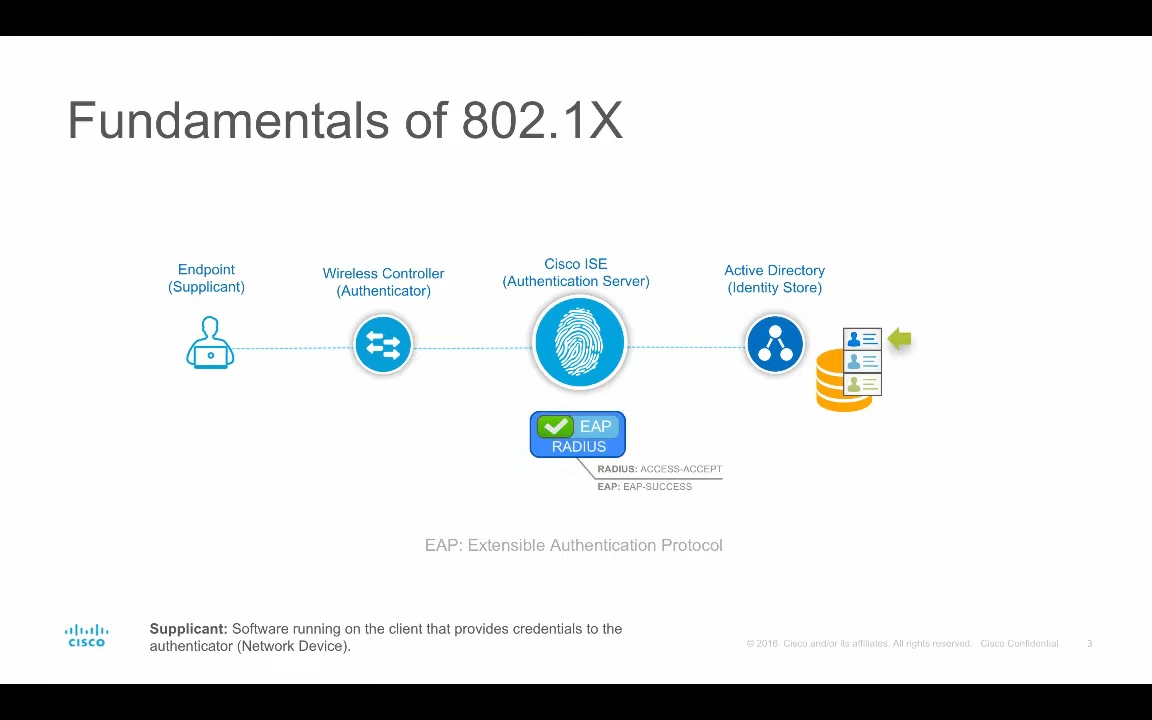 Fundamentals of 802.1X
Endpoint
(Supplicant)
Wireless Controller
(Authenticator)
Cisco ISE
(Authentication Server)
Active Directory
(Identity Store)
EAP
RADIUS
RADIUS: ACCESS-ACCEPT
EAP: EAP-SUCCESS
EAP: Extensible Authentication Protocol
CISCO
Supplicant: Software running on the client that provides credentials to the
authenticator (Network Device).
© 2016 Cisco and/or its affiliates. All rights reserved. Cisco Confidential 3